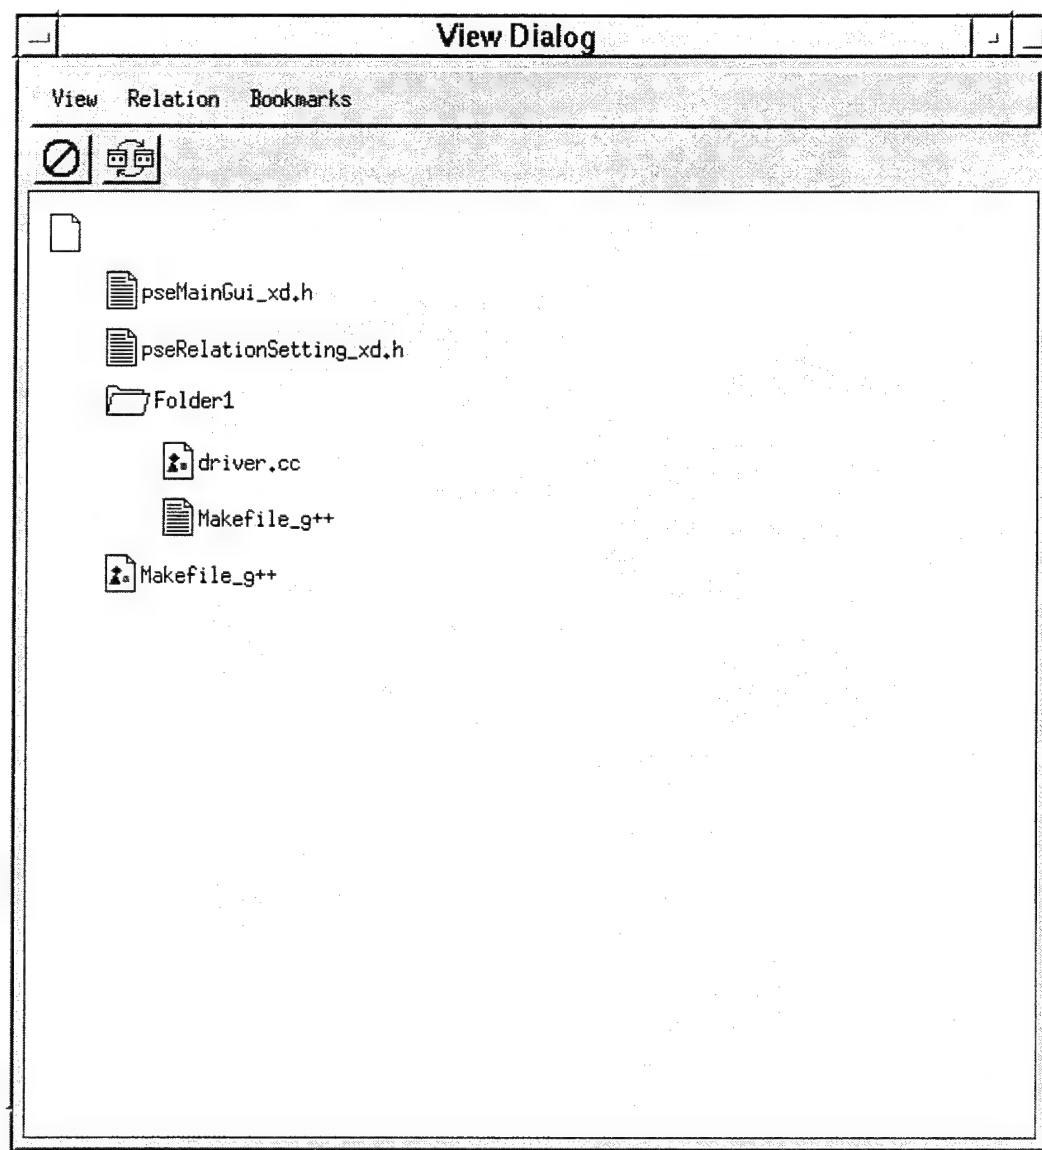 View Dialog
View Relation Bookmarks
pseMainGui_xd.h
pseRelationSetting_xd.h
Folder1
driver.cc
Makefile_g++
Makefile_g++